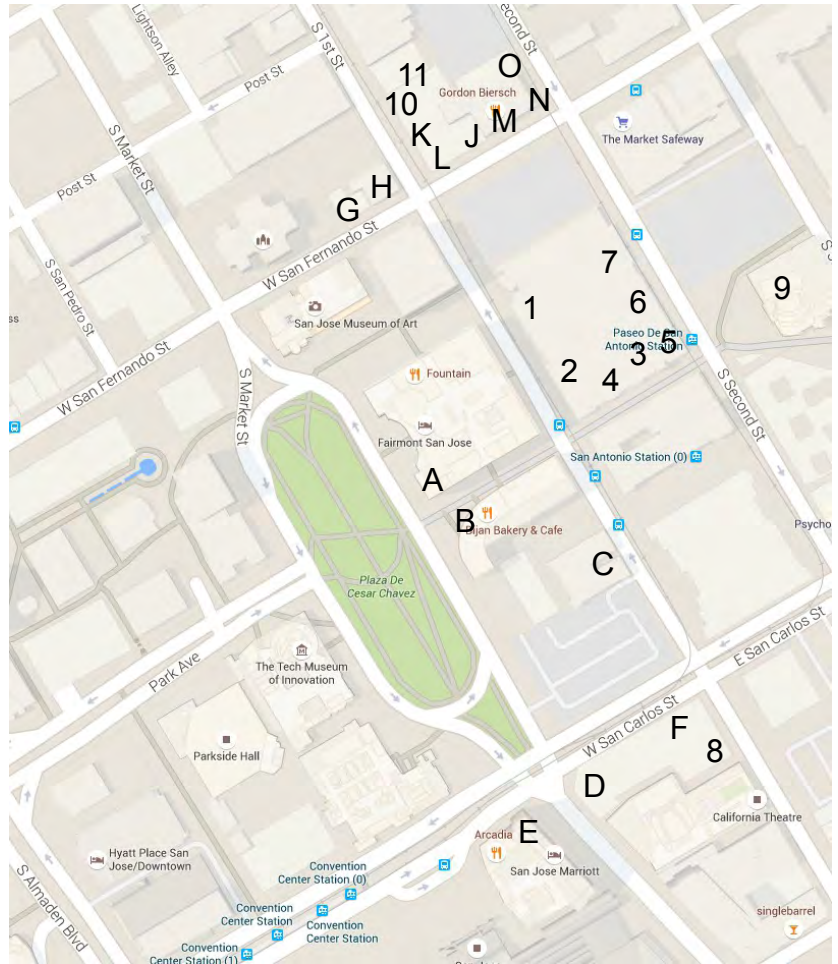 Lightson Alley
S 1st St
S Second St
O
Post St
11
Gordon Biersch
10
N
M
K
J
L
The Market Safeway
S Market St
H
G
Post St
W San Fernando St
S San Pedro St
7
9
6
1
San Jose Museum of Art
Paseo De San
Antonio Station
5
3
2
4
W San Fernando St
S Market St
Fountain
S Second St
Fairmont San Jose
San Antonio Station (0)
A
B
Bijan Bakery & Cafe
Psycho
C
Plaza De
Cesar Chavez
E San Carlos St
Park Ave
The Tech Museum
of Innovation
W San Carlos St
F
Parkside Hall
8
D
California Theatre
Arcadia
E
Hyatt Place San
Jose/Downtown
San Jose Marriott
S Almaden Blvd
Convention
Center Station (0)
Convention
Center Station
Convention
Center Station
singlebarrel
Convention
Center Station (1)